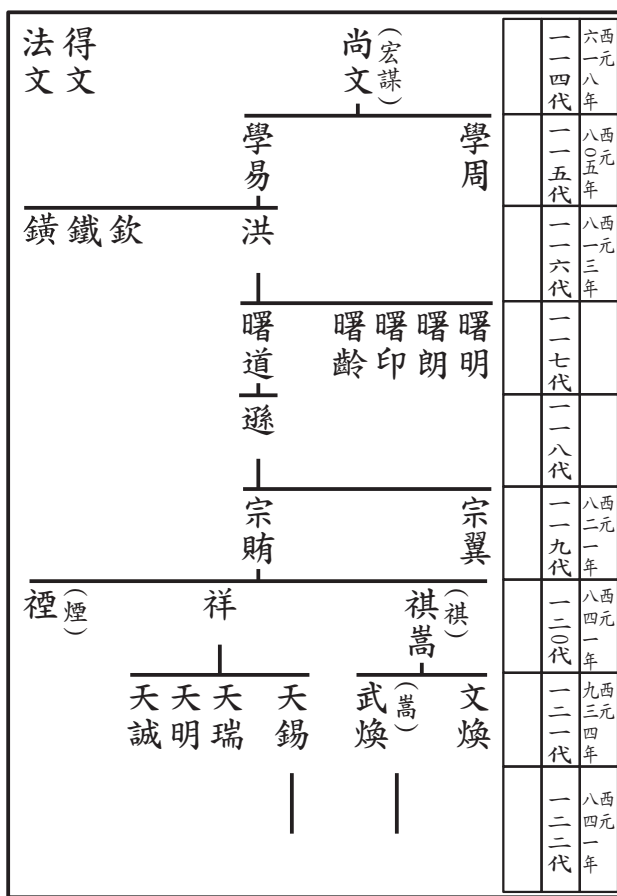 西元六一八年
一一四代
尚文
(宏謀)
得文
法文
西元八0五年
一一五代
學周
學易
西元八一三年
一一六代
洪
欽
鐵
鐄
一一七代
曙明
曙朗
曙印
曙齡
曙道
一一八代
遜
西元八二一年
一一九代
宗翼
宗賄
西元八四一年
一二0代
(祺)
祺嵩
祥
(煙)
禋
西元九三四年
一二一代
文煥
(嵩)
武煥
天錫
天瑞
天明
天誠
西元八四一年
一二二代